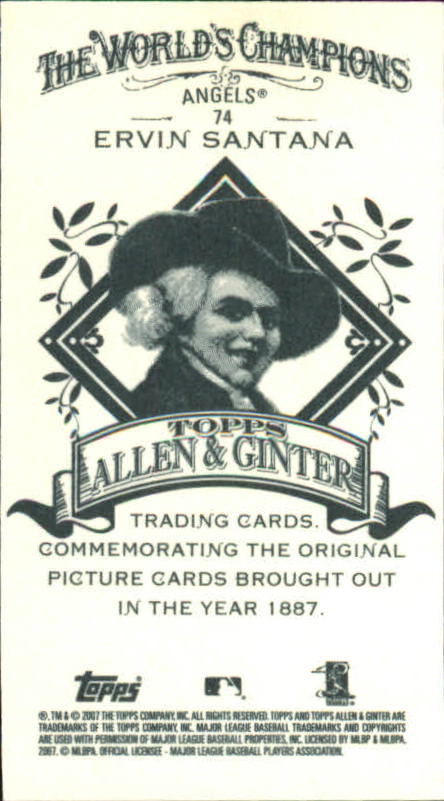 THE WORLD'S CHAMPIONS
ANGELS®
74
ERVIN SANTANA
TOPPS
ALLEN & GINTER
TRADING CARDS.
COMMEMORATING THE ORIGINAL
PICTURE CARDS BROUGHT OUT
IN THE YEAR 1887.
Topps
®, TM & © 2007 THE TOPPS COMPANY, INC. ALL RIGHTS RESERVED. TOPPS AND TOPPS ALLEN & GINTER ARE
TRADEMARKS OF THE TOPPS COMPANY, INC. MAJOR LEAGUE BASEBALL TRADEMARKS AND COPYRIGHTS
ARE USED WITH PERMISSION OF MAJOR LEAGUE BASEBALL PROPERTIES, INC. LICENSED BY MLBP & MLBPA.
2007. © MLBPA. OFFICIAL LICENSEE - MAJOR LEAGUE BASEBALL PLAYERS ASSOCIATION.